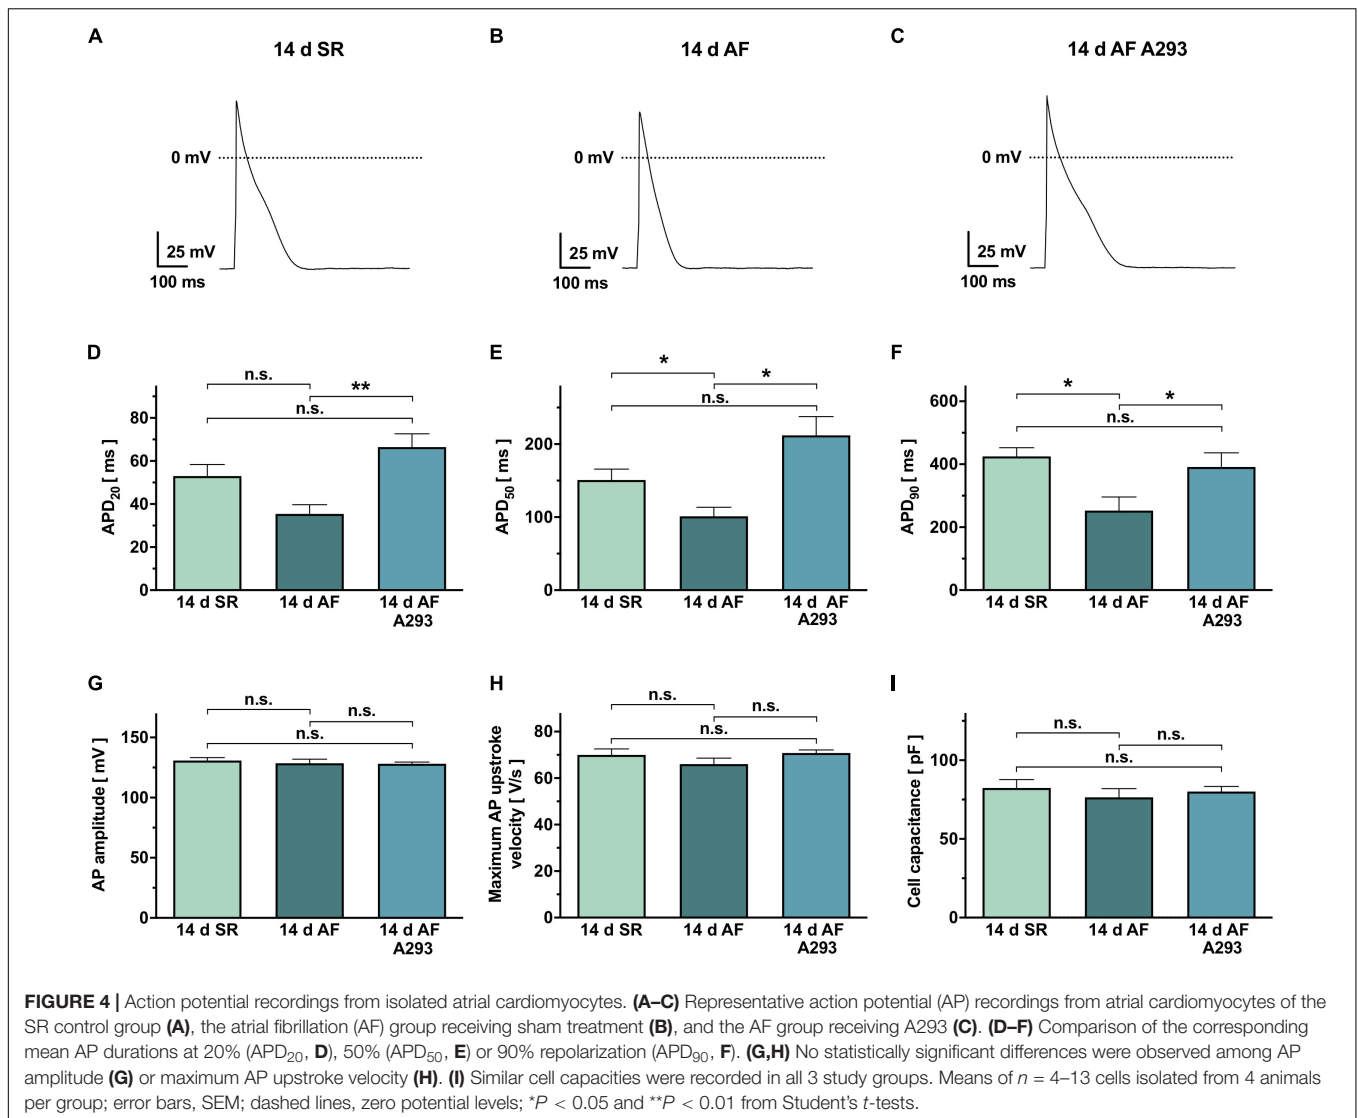 A
14 d SR
B
14 d AF
C
14 d AF A293
0 mV
0 mV
0 mV
25 mV
100 ms
25 mV
100 ms
25 mV
100 ms
D
n.s.
**
n.s.
80
60
40
20
0
APD20 [ ms ]
14 d SR
14 d AF
14 d AF
A293
E
*
*
n.s.
200
100
0
APD50 [ ms ]
14 d SR
14 d AF
14 d AF
A293
F
*
*
n.s.
600
400
200
0
APD90 [ ms ]
14 d SR
14 d AF
14 d AF
A293
G
n.s.
n.s.
n.s.
150
100
50
0
AP amplitude [ mV ]
14 d SR
14 d AF
14 d AF
A293
H
n.s.
n.s.
n.s.
80
60
40
20
0
Maximum AP upstroke
velocity [ V/s ]
14 d SR
14 d AF
14 d AF
A293
I
n.s.
n.s.
n.s.
100
50
0
Cell capacitance [ pF ]
14 d SR
14 d AF
14 d AF
A293
FIGURE 4 | Action potential recordings from isolated atrial cardiomyocytes. (A–C) Representative action potential (AP) recordings from atrial cardiomyocytes of the
SR control group (A), the atrial fibrillation (AF) group receiving sham treatment (B), and the AF group receiving A293 (C). (D–F) Comparison of the corresponding
mean AP durations at 20% (APD20, D), 50% (APD50, E) or 90% repolarization (APD90, F). (G,H) No statistically significant differences were observed among AP
amplitude (G) or maximum AP upstroke velocity (H). (I) Similar cell capacities were recorded in all 3 study groups. Means of n = 4–13 cells isolated from 4 animals
per group; error bars, SEM; dashed lines, zero potential levels; *P < 0.05 and **P < 0.01 from Student's t-tests.